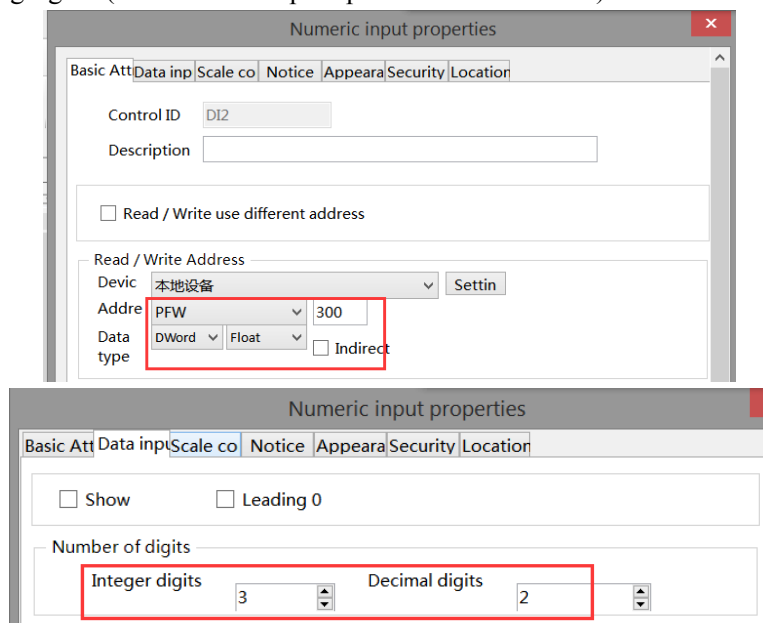 Numeric input properties
Basic Att Data inp Scale co Notice Appeara Security Location
Control ID DI2
Description
Read / Write use different address
Read / Write Address
Devic 本地设备 Settin
Addre PFW 300
Data type DWord Float Indirect
Numeric input properties
Basic Att Data inpu Scale co Notice Appeara Security Location
Show Leading 0
Number of digits
Integer digits 3 Decimal digits 2